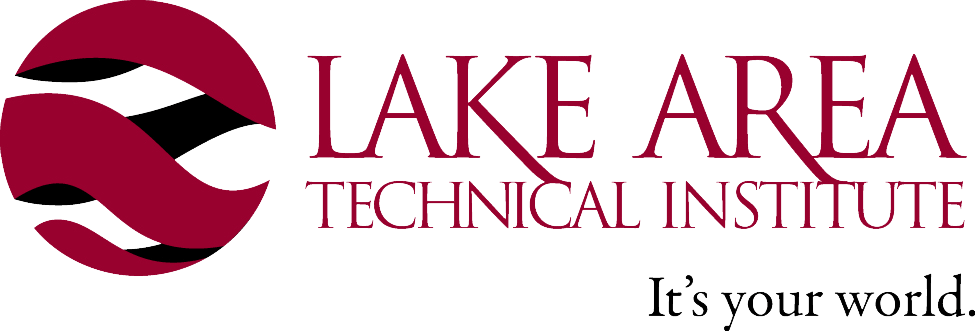 LAKE AREA
TECHNICAL INSTITUTE
It’s your world.